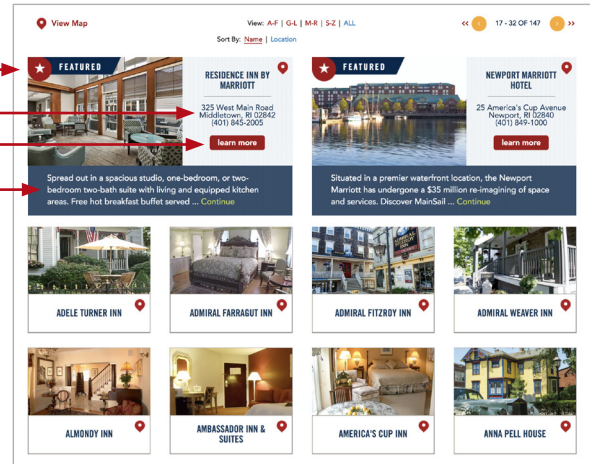 View Map
View: A-F | G-L | M-R | S-Z | ALL
<< < 17 - 32 OF 147 > >>
Sort By: Name | Location
FEATURED
RESIDENCE INN BY
MARRIOTT
325 West Main Road
Middletown, RI 02842
(401) 845-2005
learn more
Spread out in a spacious studio, one-bedroom, or two-
bedroom two-bath suite with living and equipped kitchen
areas. Free hot breakfast buffet served ... Continue
FEATURED
NEWPORT MARRIOTT
HOTEL
25 America's Cup Avenue
Newport, RI 02840
(401) 849-1000
learn more
Situated in a premier waterfront location, the Newport
Marriott has undergone a $35 million re-imagining of space
and services. Discover MainSail ... Continue
ADELE TURNER INN
ADMIRAL FARRAGUT INN
ADMIRAL FITZROY INN
ADMIRAL WEAVER INN
ALMONDY INN
AMBASSADOR INN &
SUITES
AMERICA'S CUP INN
ANNA PELL HOUSE